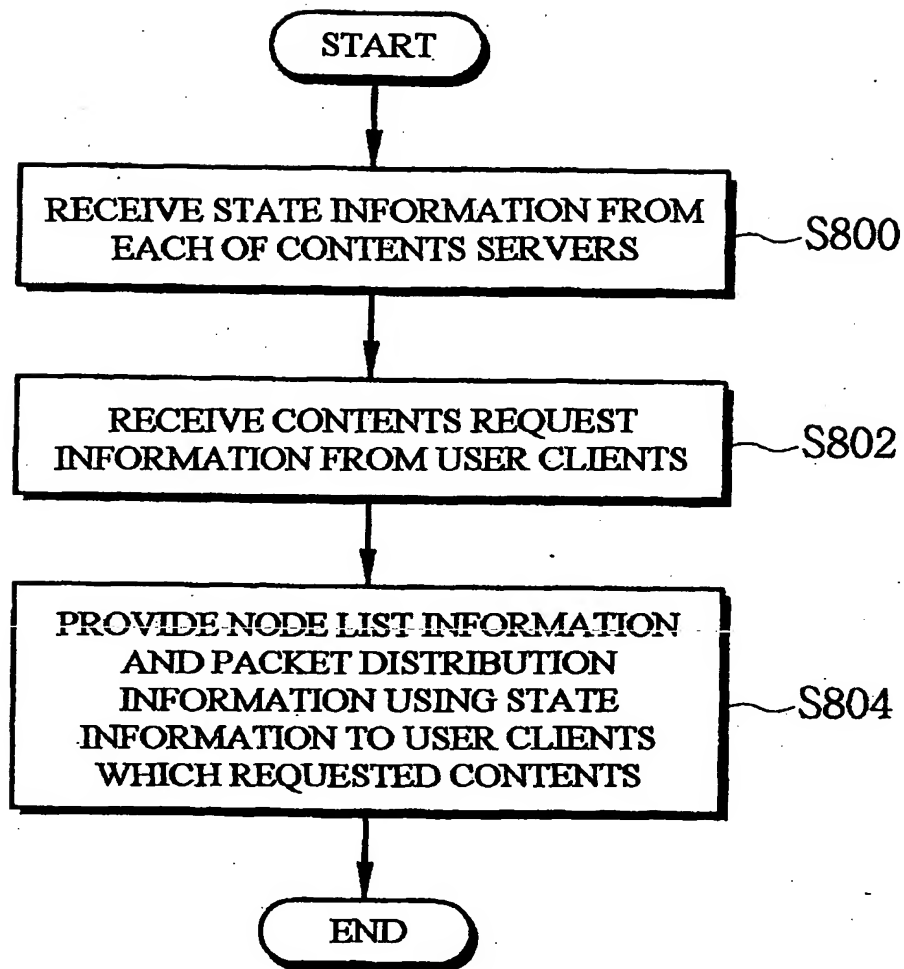 START
RECEIVE STATE INFORMATION FROM
EACH OF CONTENTS SERVERS
S800
RECEIVE CONTENTS REQUEST
INFORMATION FROM USER CLIENTS
S802
PROVIDE NODE LIST INFORMATION
AND PACKET DISTRIBUTION
INFORMATION USING STATE
INFORMATION TO USER CLIENTS
WHICH REQUESTED CONTENTS
S804
END